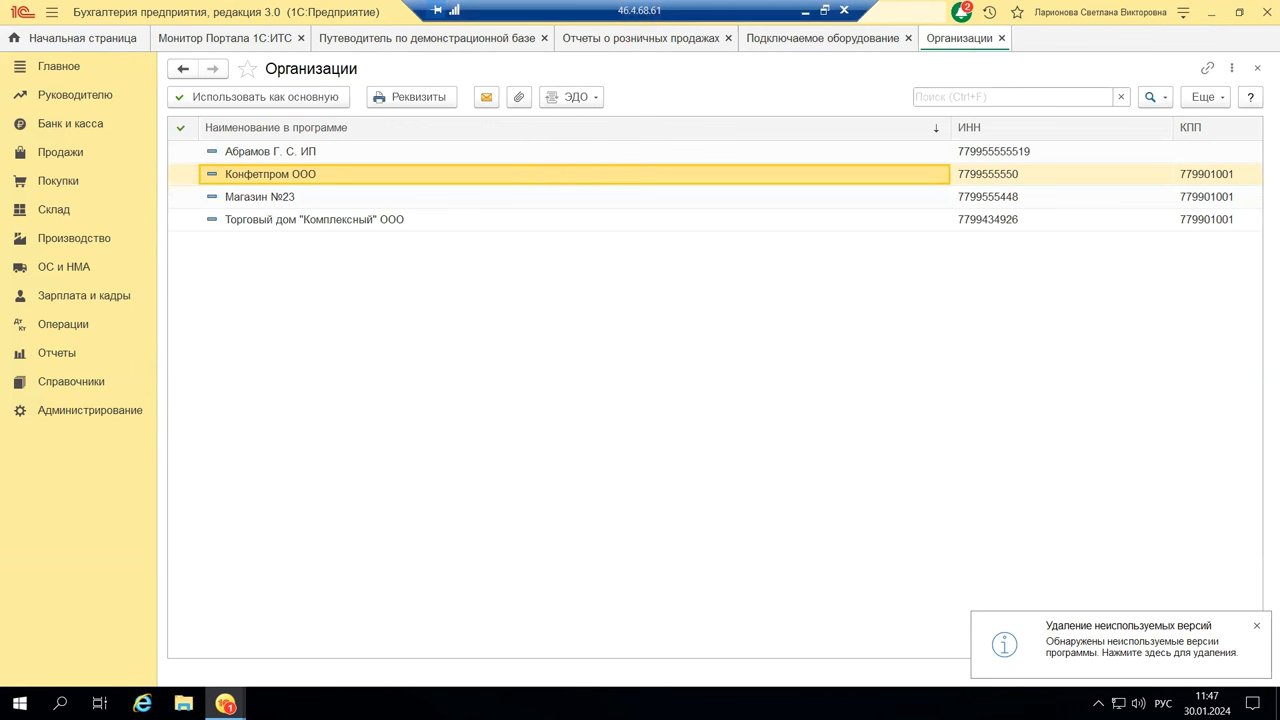 Бухгалтерия предприятия, редакция 3.0 (1С:Предприятие)
46.4.68.61
2
Ларионова Светлана Викторовна
Начальная страница
Монитор Портала 1С:ИТС ×
Путеводитель по демонстрационной базе ×
Отчеты о розничных продажах ×
Подключаемое оборудование ×
Организации ×
Главное
Руководителю
Банк и касса
Продажи
Покупки
Склад
Производство
ОС и НМА
Зарплата и кадры
Операции
Отчеты
Справочники
Администрирование
Организации
Использовать как основную
Реквизиты
ЭДО
Поиск (Ctrl+F)
Еще
?
Наименование в программе ↓ ИНН КПП
Абрамов Г. С. ИП 779955555519
Конфетпром ООО 7799555550 779901001
Магазин №23 7799555448 779901001
Торговый дом "Комплексный" ООО 7799434926 779901001
Удаление неиспользуемых версий
Обнаружены неиспользуемые версии
программы. Нажмите здесь для удаления.
1
РУС
11:47
30.01.2024